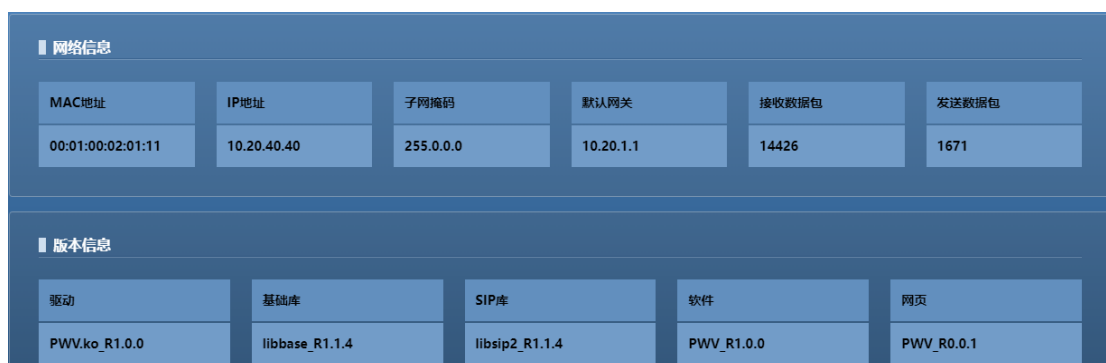 网络信息
MAC地址 IP地址 子网掩码 默认网关 接收数据包 发送数据包
00:01:00:02:01:11 10.20.40.40 255.0.0.0 10.20.1.1 14426 1671
版本信息
驱动 基础库 SIP库 软件 网页
PWV.ko_R1.0.0 libbase_R1.1.4 libsip2_R1.1.4 PWV_R1.0.0 PWV_R0.0.1